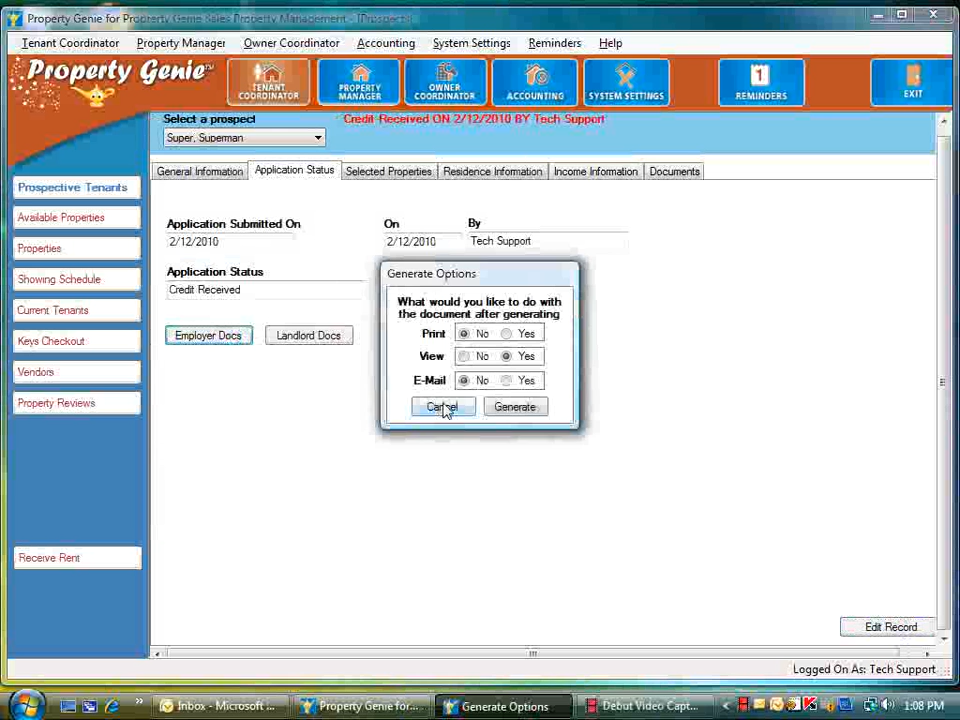 Property Genie for Property Genie Sales Property Management - [Prospects]
Tenant Coordinator Property Manager Owner Coordinator Accounting System Settings Reminders Help
Property Genie™
TENANT COORDINATOR
PROPERTY MANAGER
OWNER COORDINATOR
ACCOUNTING
SYSTEM SETTINGS
1
REMINDERS
EXIT
Select a prospect
Credit Received ON 2/12/2010 BY Tech Support
Super, Superman
General Information Application Status Selected Properties Residence Information Income Information Documents
Prospective Tenants
Available Properties
Properties
Showing Schedule
Current Tenants
Keys Checkout
Vendors
Property Reviews
Receive Rent
Application Submitted On On By
2/12/2010 2/12/2010 Tech Support
Application Status
Credit Received
Employer Docs Landlord Docs
Generate Options
What would you like to do with
the document after generating
Print No Yes
View No Yes
E-Mail No Yes
Cancel Generate
Edit Record
Logged On As: Tech Support
Inbox - Microsoft ... Property Genie for... Generate Options Debut Video Capt... 1:08 PM